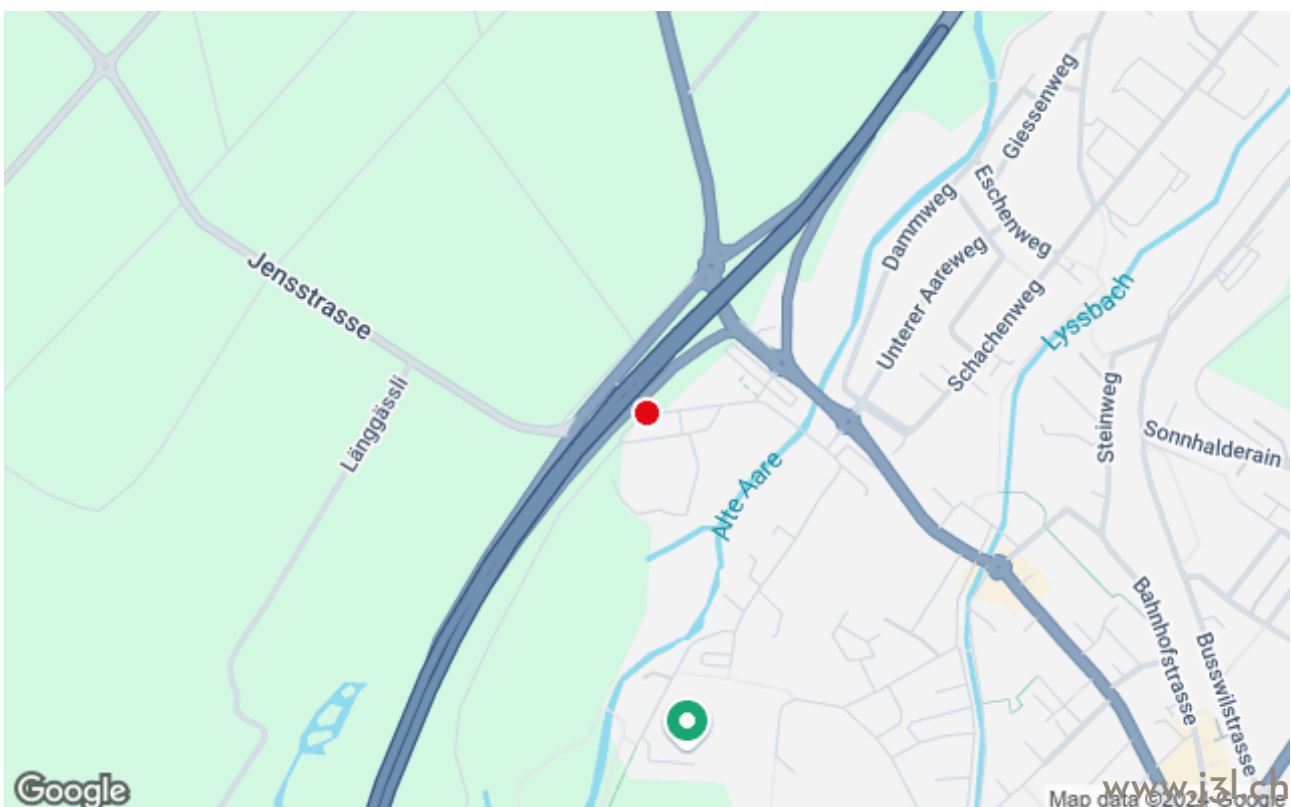 Giessenweg
Eschenweg
Dammweg
Unterer Aareweg
Jensstrasse
Lyssbach
Schachenweg
Länggässli
Steinweg
Sonnhalderain
Alte Aare
Bahnhofstrasse
Busswilstrasse
Google
www.j3l.ch
Map data ©2024 Google